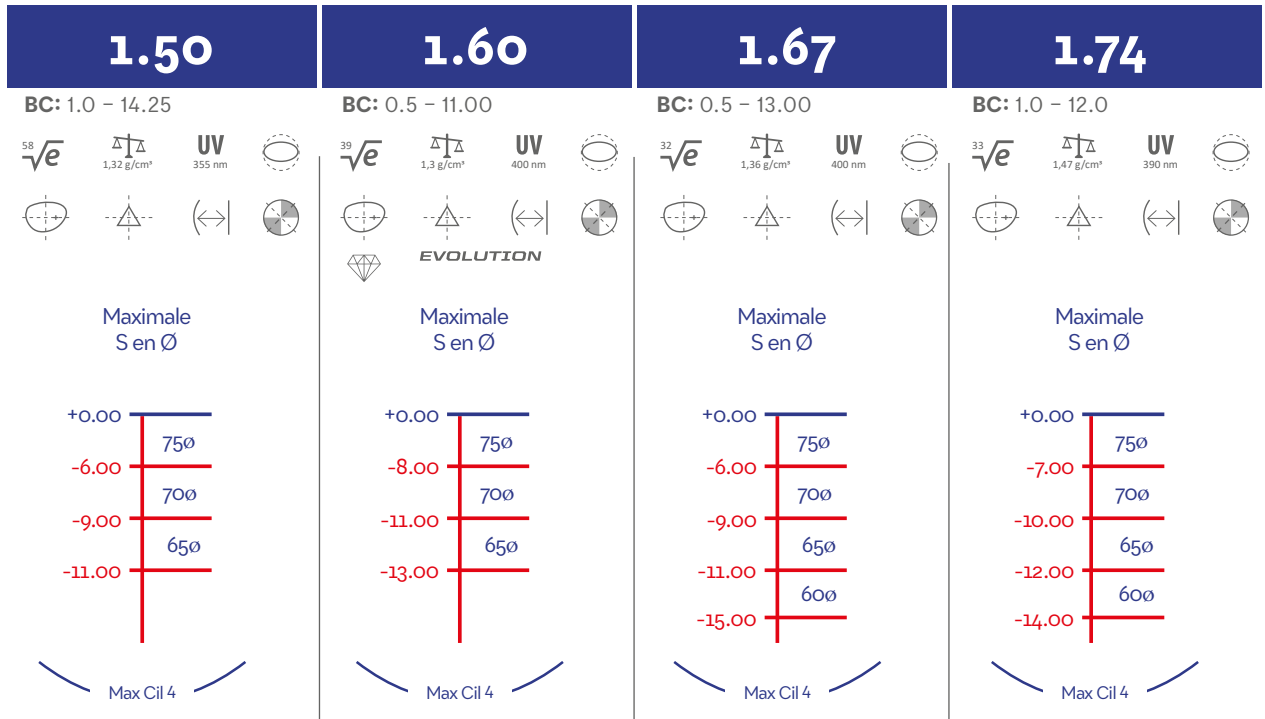 1.50
BC: 1.0 – 14.25
58 √e
1,32 g/cm³
UV
355 nm
Maximale
S en Ø
+0.00
75ø
-6.00
70ø
-9.00
65ø
-11.00
Max Cil 4
1.60
BC: 0.5 – 11.00
39 √e
1,3 g/cm³
UV
400 nm
EVOLUTION
Maximale
S en Ø
+0.00
75ø
-8.00
70ø
-11.00
65ø
-13.00
Max Cil 4
1.67
BC: 0.5 – 13.00
32 √e
1,36 g/cm³
UV
400 nm
Maximale
S en Ø
+0.00
75ø
-6.00
70ø
-9.00
65ø
-11.00
60ø
-15.00
Max Cil 4
1.74
BC: 1.0 – 12.0
33 √e
1,47 g/cm³
UV
390 nm
Maximale
S en Ø
+0.00
75ø
-7.00
70ø
-10.00
65ø
-12.00
60ø
-14.00
Max Cil 4